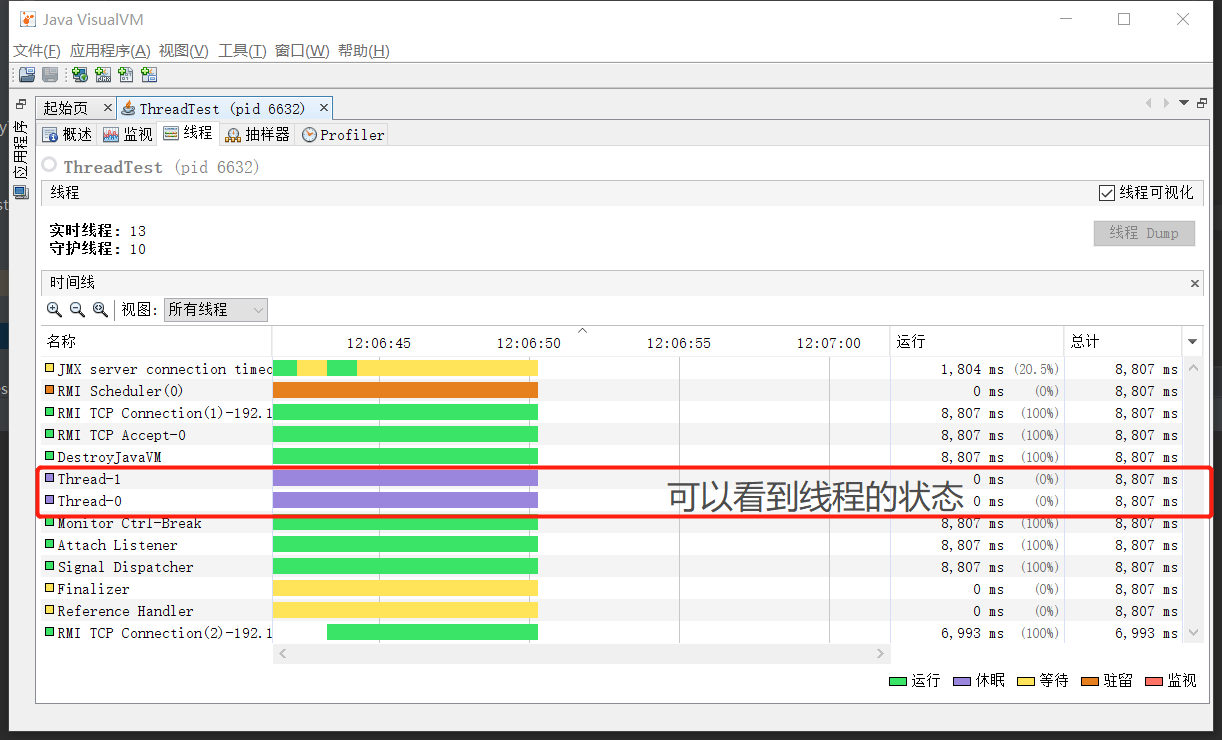 Java VisualVM
文件(F) 应用程序(A) 视图(V) 工具(T) 窗口(W) 帮助(H)
起始页 ThreadTest (pid 6632)
应用程序
概述 监视 线程 抽样器 Profiler
ThreadTest (pid 6632)
线程 线程可视化
实时线程: 13
守护线程: 10
线程 Dump
时间线
视图: 所有线程
名称 12:06:45 12:06:50 12:06:55 12:07:00 运行 总计
JMX server connection timeo 1,804 ms (20.5%) 8,807 ms
RMI Scheduler(0) 0 ms (0%) 8,807 ms
RMI TCP Connection(1)-192.1 8,807 ms (100%) 8,807 ms
RMI TCP Accept-0 8,807 ms (100%) 8,807 ms
DestroyJavaVM 8,807 ms (100%) 8,807 ms
Thread-1 0 ms (0%) 8,807 ms
可以看到线程的状态
Thread-0 0 ms (0%) 8,807 ms
Monitor Ctrl-Break 8,807 ms (100%) 8,807 ms
Attach Listener 8,807 ms (100%) 8,807 ms
Signal Dispatcher 8,807 ms (100%) 8,807 ms
Finalizer 0 ms (0%) 8,807 ms
Reference Handler 0 ms (0%) 8,807 ms
RMI TCP Connection(2)-192.1 6,993 ms (100%) 6,993 ms
运行 休眠 等待 驻留 监视